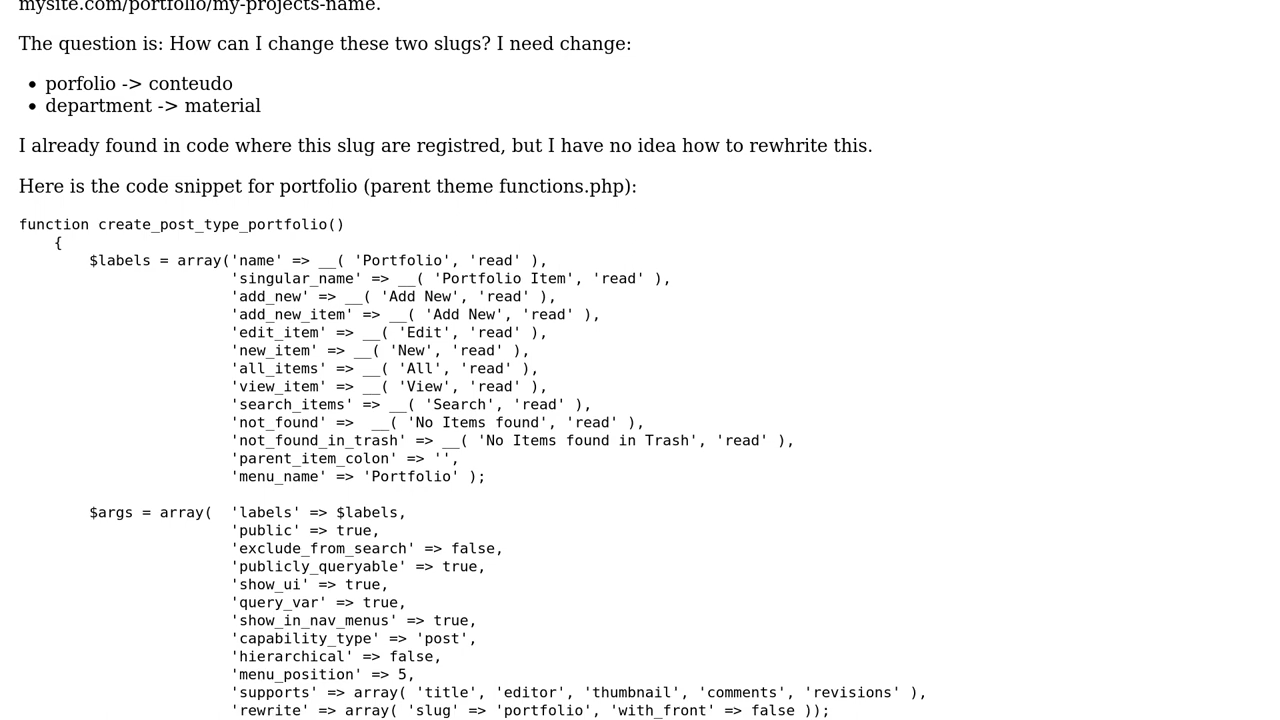 mysite.com/portfolio/my-projects-name.
The question is: How can I change these two slugs? I need change:
• porfolio -> conteudo
• department -> material
I already found in code where this slug are registred, but I have no idea how to rewhrite this.
Here is the code snippet for portfolio (parent theme functions.php):
function create_post_type_portfolio()
    {
        $labels = array('name' => __( 'Portfolio', 'read' ),
                        'singular_name' => __( 'Portfolio Item', 'read' ),
                        'add_new' => __( 'Add New', 'read' ),
                        'add_new_item' => __( 'Add New', 'read' ),
                        'edit_item' => __( 'Edit', 'read' ),
                        'new_item' => __( 'New', 'read' ),
                        'all_items' => __( 'All', 'read' ),
                        'view_item' => __( 'View', 'read' ),
                        'search_items' => __( 'Search', 'read' ),
                        'not_found' =>  __( 'No Items found', 'read' ),
                        'not_found_in_trash' => __( 'No Items found in Trash', 'read' ),
                        'parent_item_colon' => '',
                        'menu_name' => 'Portfolio' );
        $args = array(  'labels' => $labels,
                        'public' => true,
                        'exclude_from_search' => false,
                        'publicly_queryable' => true,
                        'show_ui' => true,
                        'query_var' => true,
                        'show_in_nav_menus' => true,
                        'capability_type' => 'post',
                        'hierarchical' => false,
                        'menu_position' => 5,
                        'supports' => array( 'title', 'editor', 'thumbnail', 'comments', 'revisions' ),
                        'rewrite' => array( 'slug' => 'portfolio', 'with_front' => false ));